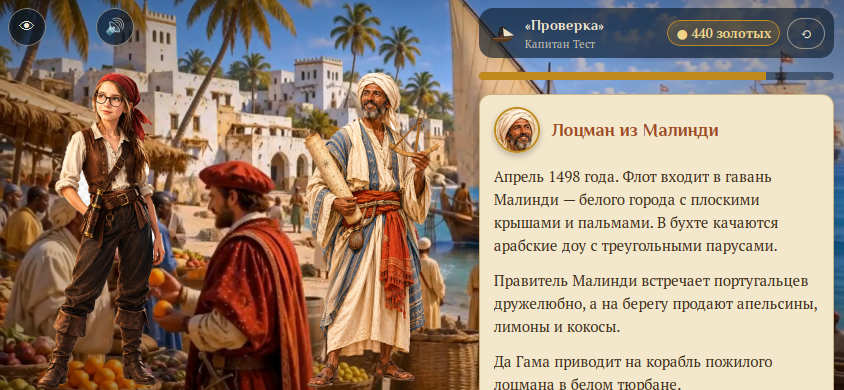 «Проверка»
Капитан Тест
440 золотых
Лоцман из Малинди
Апрель 1498 года. Флот входит в гавань
Малинди — белого города с плоскими
крышами и пальмами. В бухте качаются
арабские доу с треугольными парусами.
Правитель Малинди встречает португальцев
дружелюбно, а на берегу продают апельсины,
лимоны и кокосы.
Да Гама приводит на корабль пожилого
лоцмана в белом тюрбане.